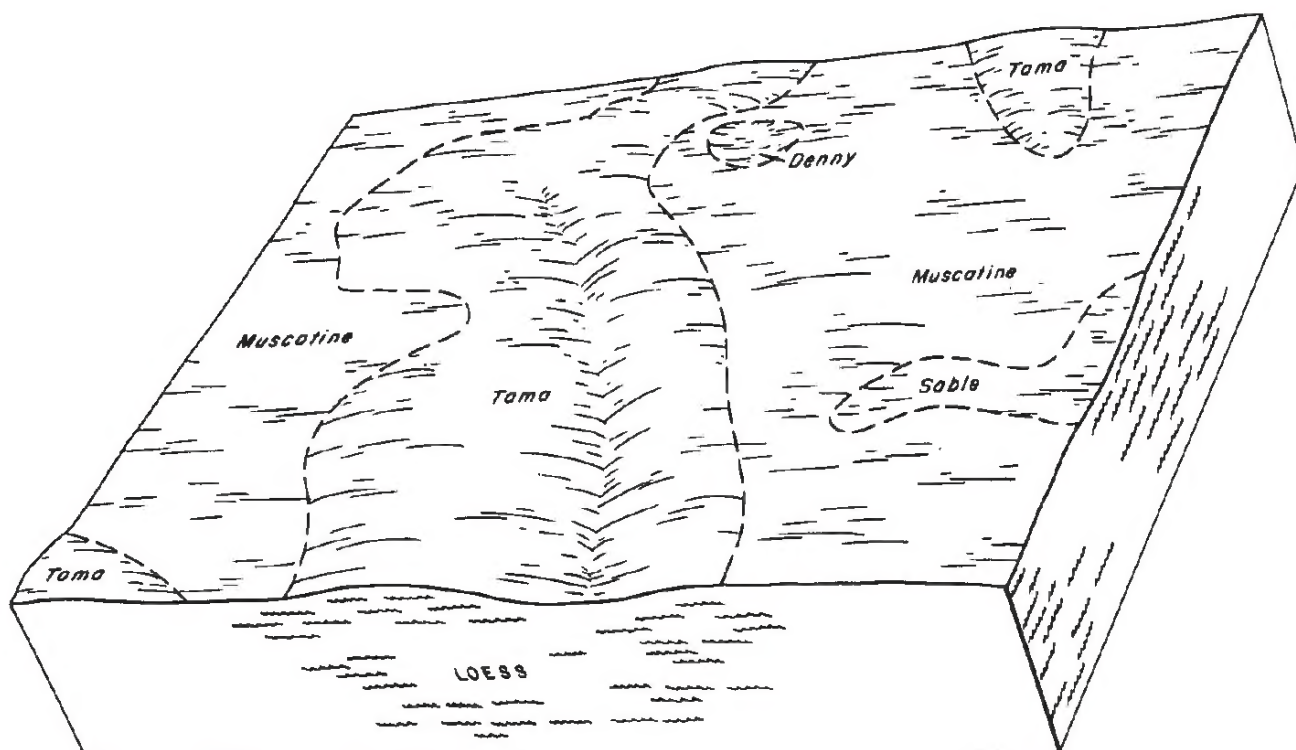 Tama
Denny
Muscatine
Muscatine
Sable
Tama
Tama
LOESS